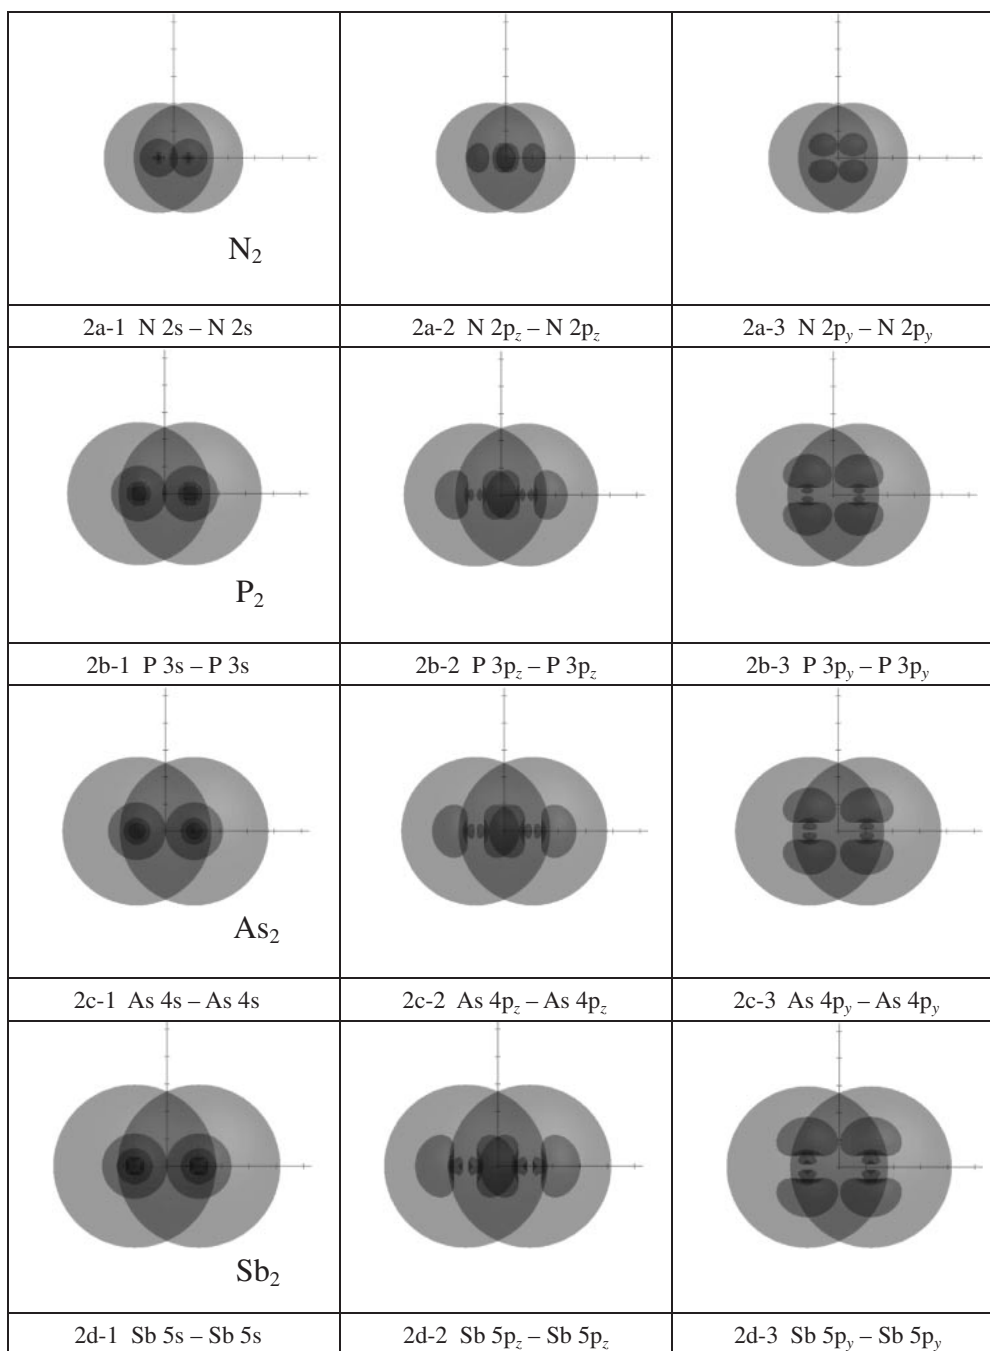 N₂
2a-1 N 2s – N 2s
2a-2 N 2p𝑧 – N 2p𝑧
2a-3 N 2p𝑦 – N 2p𝑦
P₂
2b-1 P 3s – P 3s
2b-2 P 3p𝑧 – P 3p𝑧
2b-3 P 3p𝑦 – P 3p𝑦
As₂
2c-1 As 4s – As 4s
2c-2 As 4p𝑧 – As 4p𝑧
2c-3 As 4p𝑦 – As 4p𝑦
Sb₂
2d-1 Sb 5s – Sb 5s
2d-2 Sb 5p𝑧 – Sb 5p𝑧
2d-3 Sb 5p𝑦 – Sb 5p𝑦